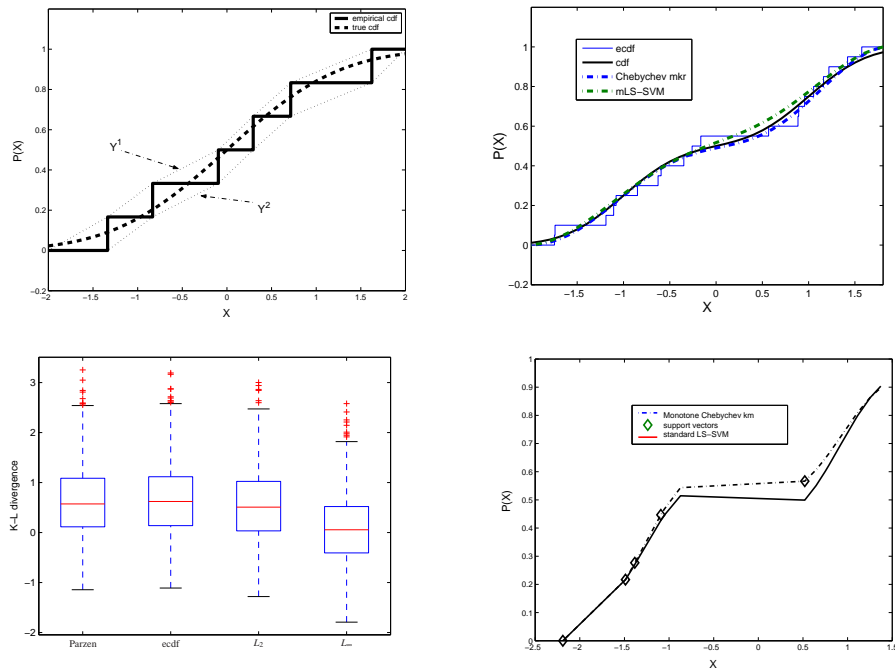 empirical cdf
true cdf
1
0.8
0.6
0.4
0.2
0
−0.2
P(X)
Y1
Y2
−2
−1.5
−1
−0.5
0
0.5
1
1.5
2
X
ecdf
cdf
Chebychev mkr
mLS−SVM
1
0.8
0.6
0.4
0.2
0
−0.2
P(X)
−1.5
−1
−0.5
0
0.5
1
1.5
X
3
2
1
0
−1
−2
K−L divergence
Parzen
ecdf
L2
L∞
Monotone Chebychev km
support vectors
standard LS−SVM
1
0.9
0.8
0.7
0.6
0.5
0.4
0.3
0.2
0.1
0
P(X)
−2.5
−2
−1.5
−1
−0.5
0
0.5
1
1.5
X